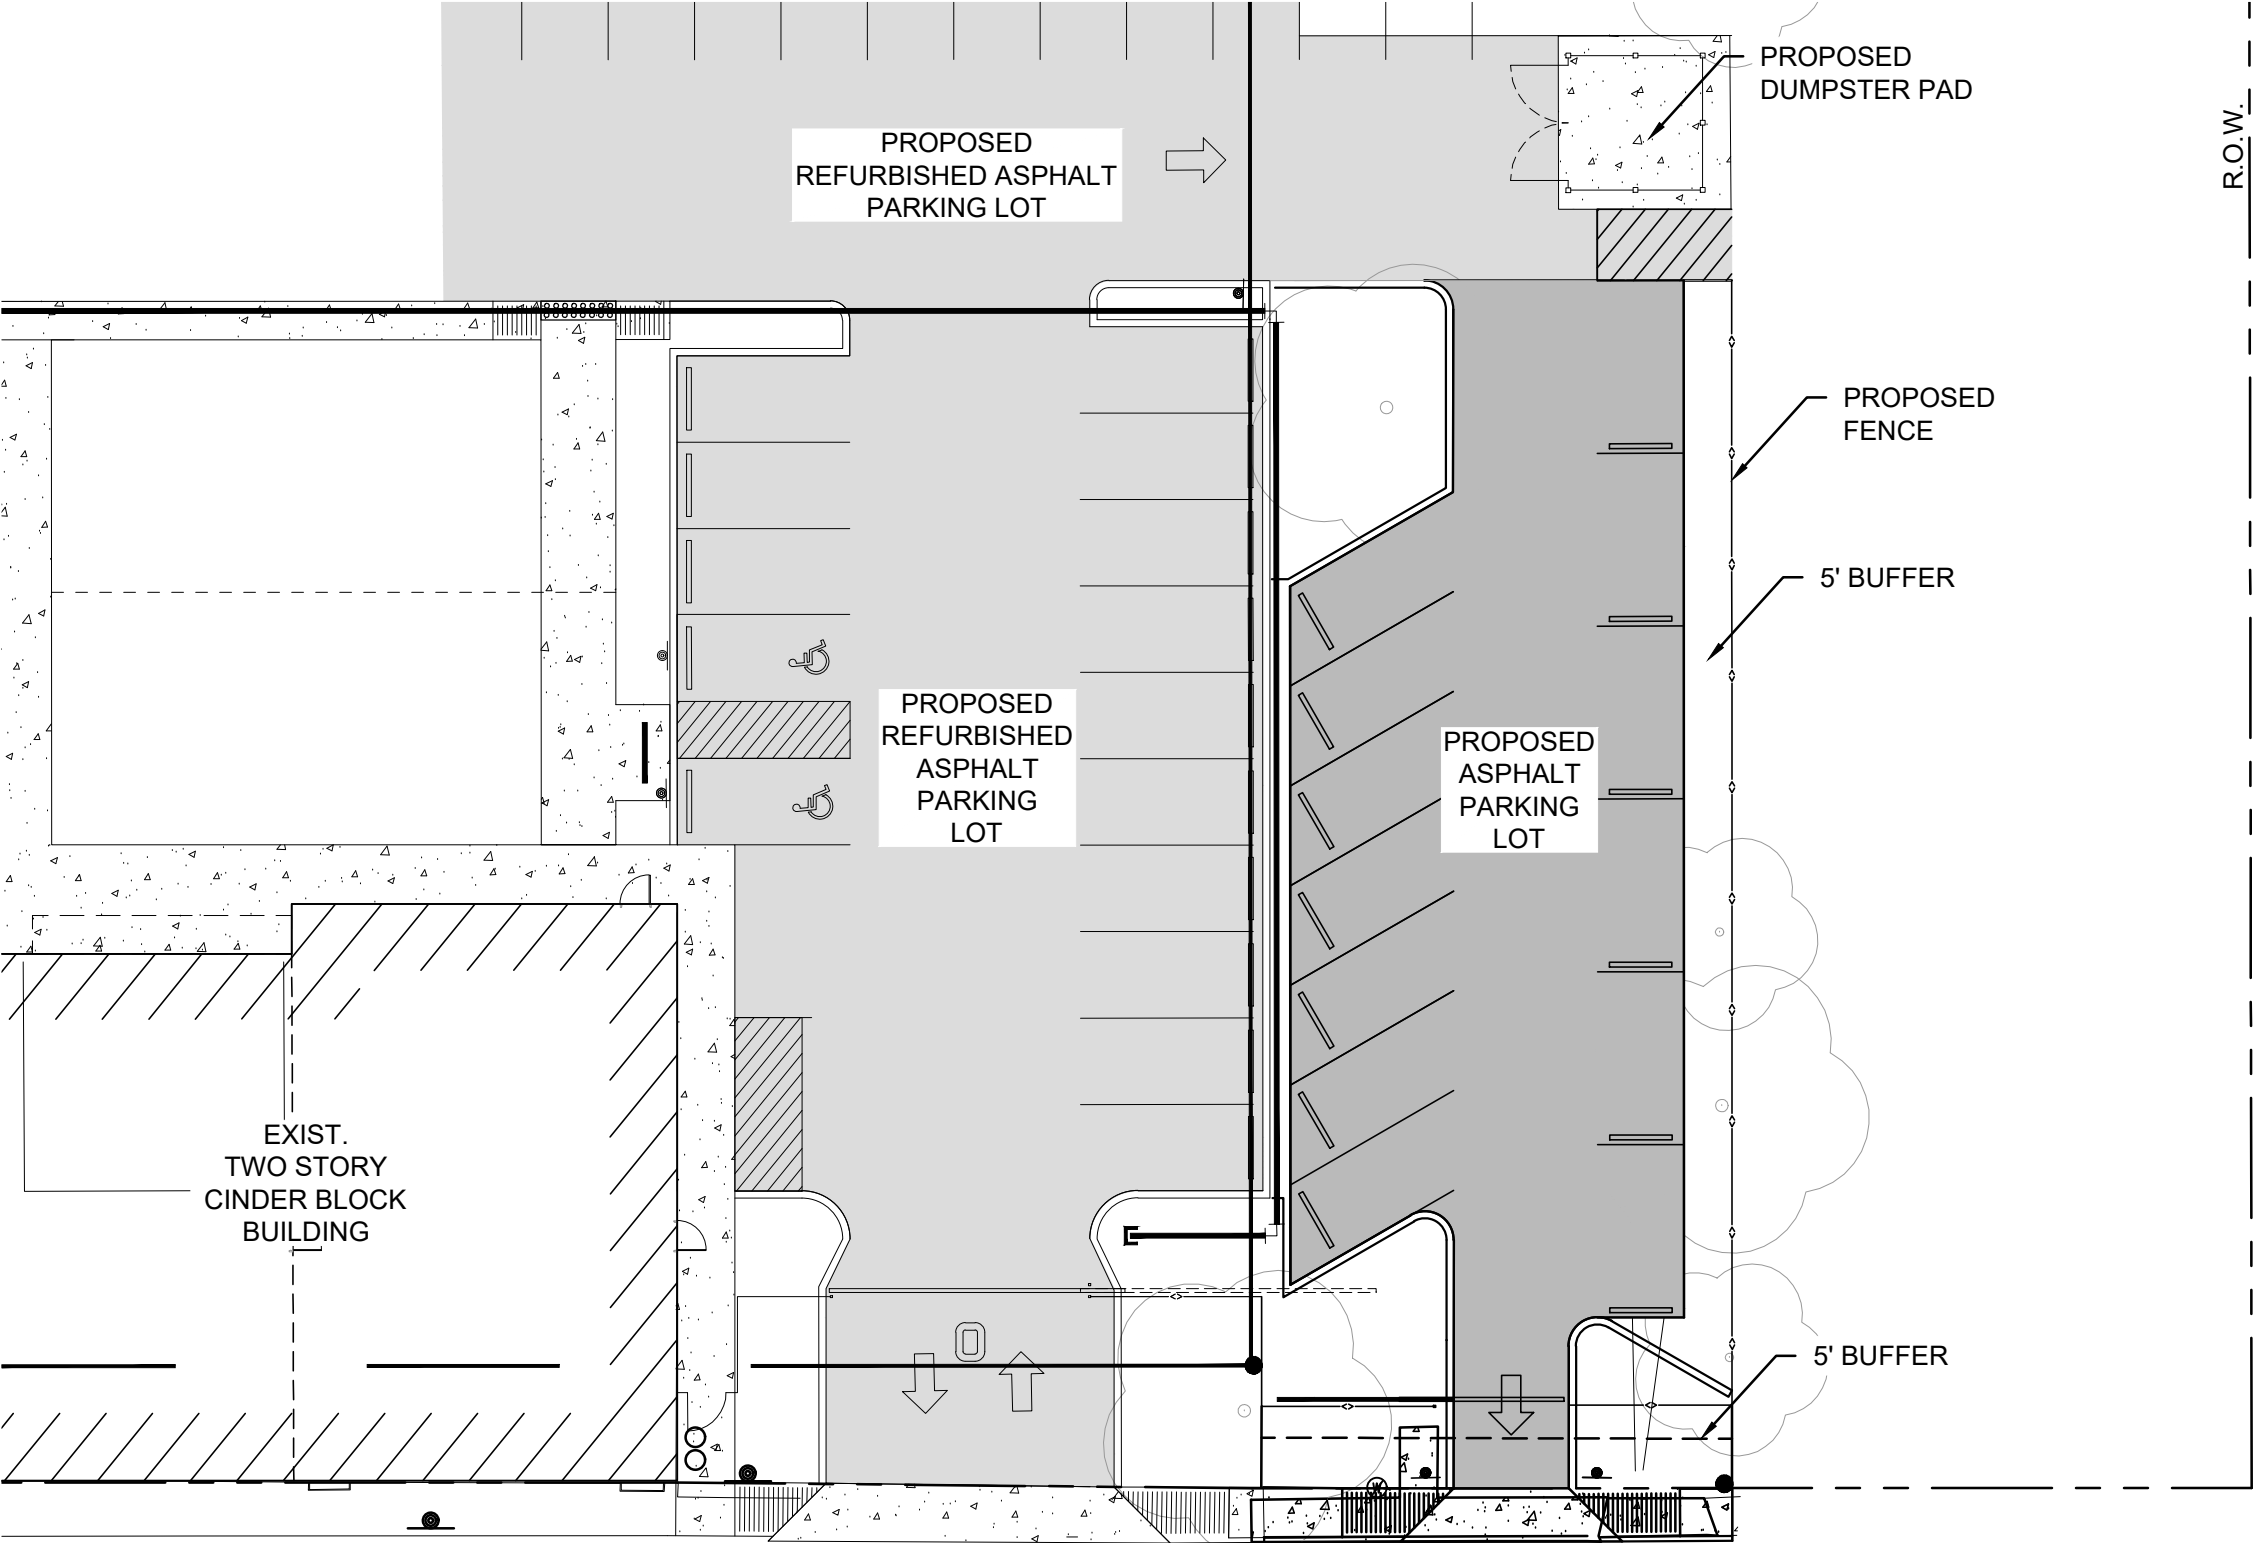 PROPOSED
DUMPSTER PAD
R.O.W.
PROPOSED
REFURBISHED ASPHALT
PARKING LOT
PROPOSED
FENCE
5' BUFFER
PROPOSED
REFURBISHED
ASPHALT
PARKING
LOT
PROPOSED
ASPHALT
PARKING
LOT
EXIST.
TWO STORY
CINDER BLOCK
BUILDING
5' BUFFER